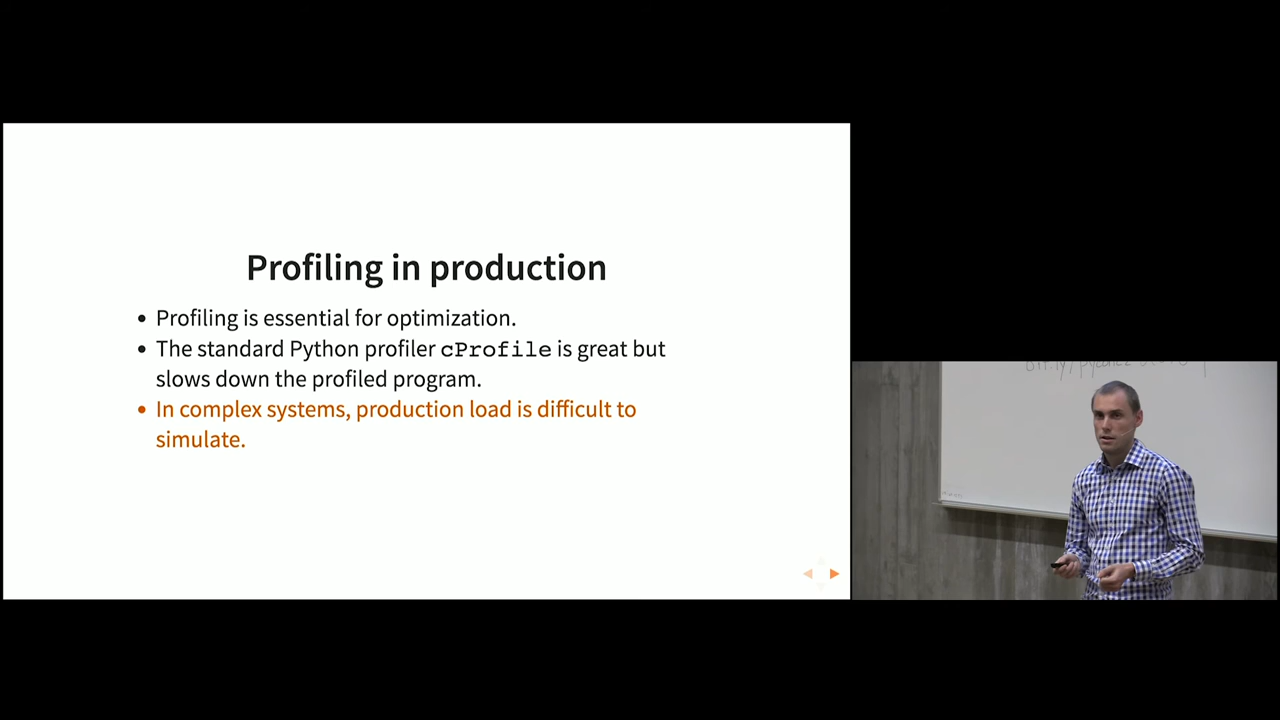 Profiling in production
• Profiling is essential for optimization.
• The standard Python profiler cProfile is great but
slows down the profiled program.
• In complex systems, production load is difficult to
simulate.